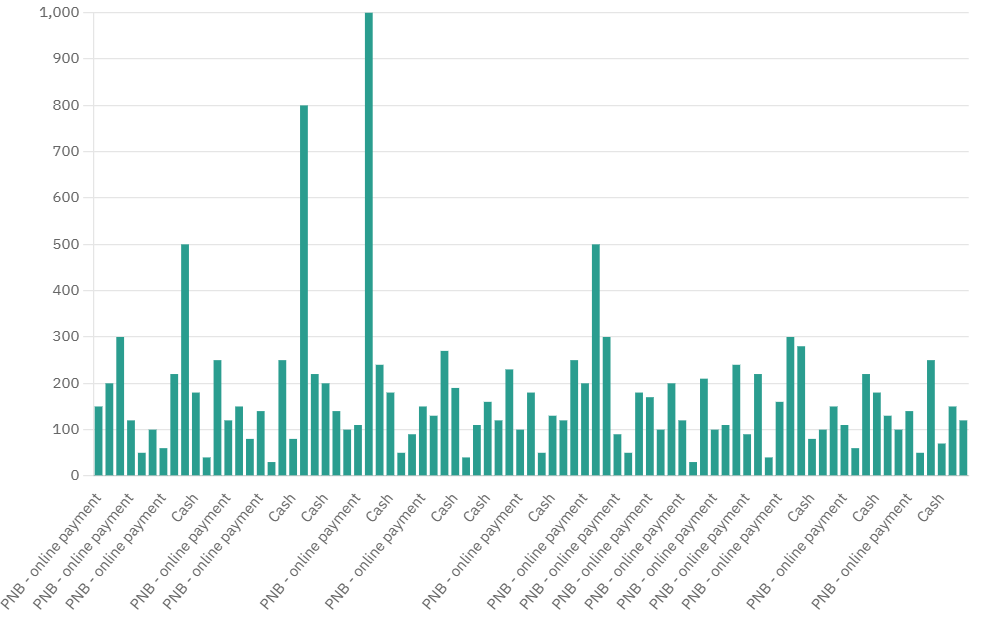 1,000
900
800
700
600
500
400
300
200
100
0
PNB - online payment
PNB - online payment
PNB - online payment
Cash
PNB - online payment
PNB - online payment
Cash
Cash
PNB - online payment
Cash
PNB - online payment
Cash
Cash
PNB - online payment
Cash
PNB - online payment
PNB - online payment
PNB - online payment
PNB - online payment
PNB - online payment
PNB - online payment
PNB - online payment
Cash
PNB - online payment
Cash
PNB - online payment
Cash